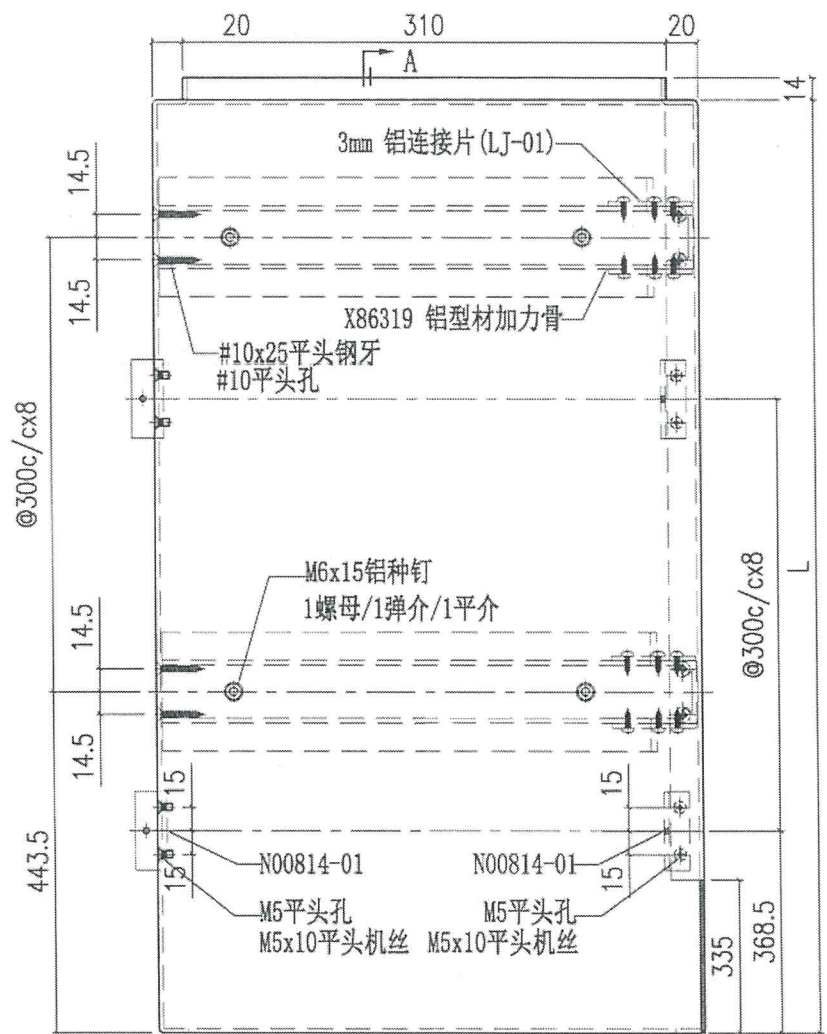 20 310 20
A
14
3mm 铝连接片(LJ-01)
14.5
14.5
X86319 铝型材加力骨
#10x25平头钢牙
#10平头孔
@300c/cx8
M6x15铝种钉
1螺母/1弹介/1平介
L
@300c/cx8
14.5
14.5
15
15
15
15
443.5
N00814-01 N00814-01
M5平头孔 M5平头孔
M5x10平头机丝 M5x10平头机丝
335
368.5